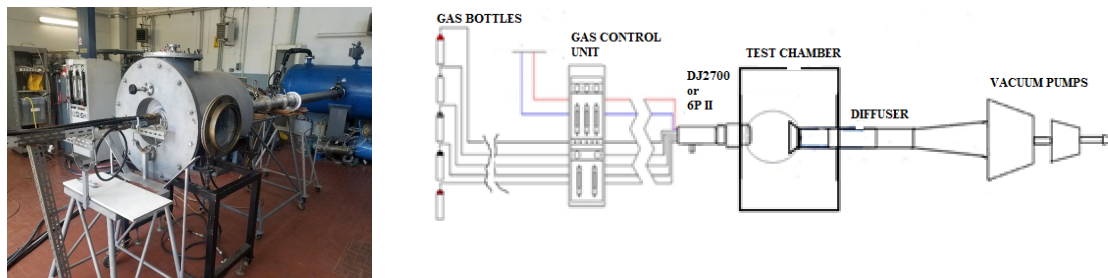 GAS BOTTLES
GAS CONTROL
UNIT
DJ2700
or
6P II
TEST CHAMBER
DIFFUSER
VACUUM PUMPS